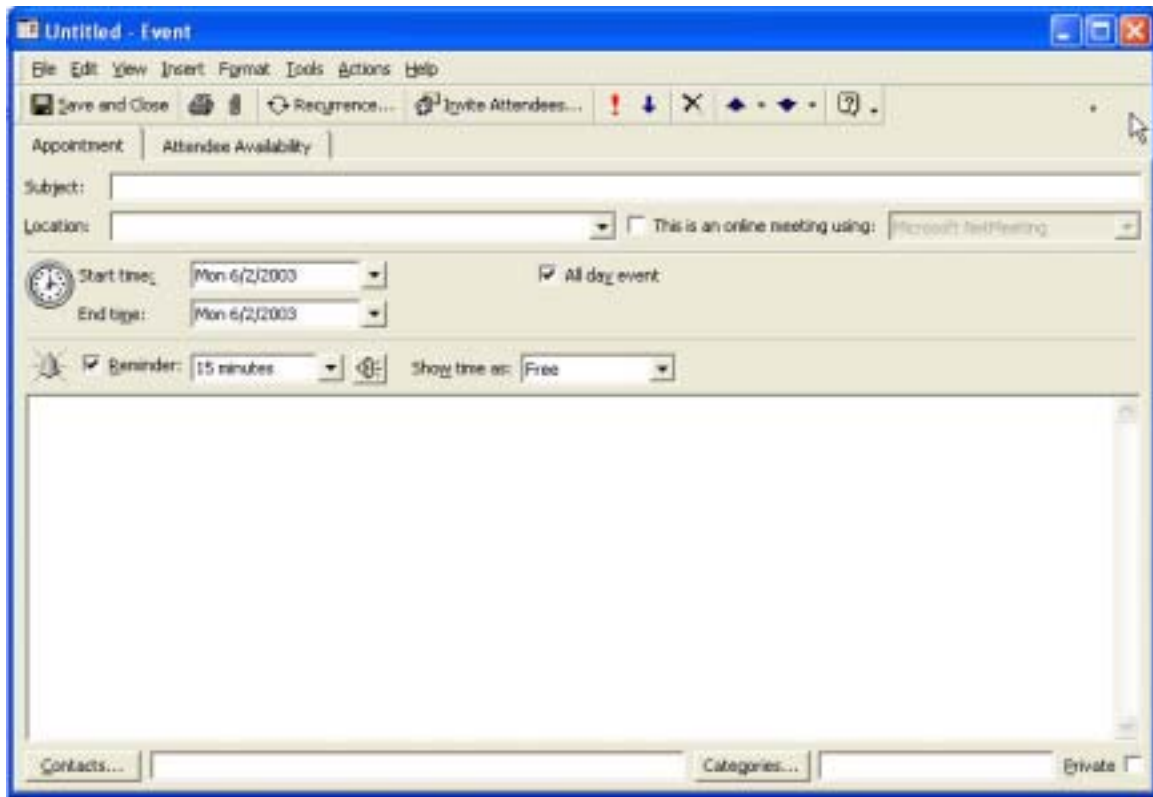 Untitled - Event
File Edit View Insert Format Tools Actions Help
Save and Close Recurrence... Invite Attendees...
Appointment Attendee Availability
Subject:
Location: This is an online meeting using: Microsoft NetMeeting
Start time: Mon 6/2/2003 All day event
End time: Mon 6/2/2003
Reminder: 15 minutes Show time as: Free
Contacts... Categories... Private